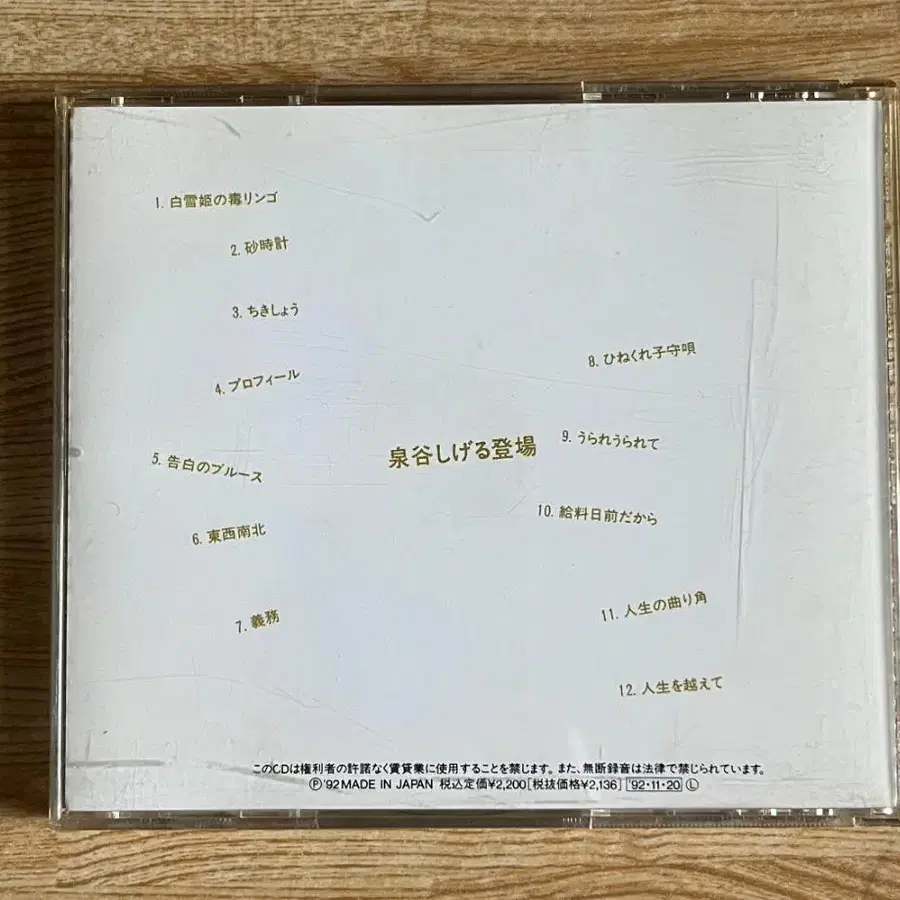 1. 白雪姫の毒リンゴ
2. 砂時計
3. ちきしょう
4. プロフィール
5. 告白のブルース
6. 東西南北
7. 義務
泉谷しげる登場
8. ひねくれ子守唄
9. うられうられて
10. 給料日前だから
11. 人生の曲り角
12. 人生を越えて
このCDは権利者の許諾なく賃貸業に使用することを禁じます。また、無断録音は法律で禁じられています。
Ⓟ'92 MADE IN JAPAN 税込定価¥2,200[税抜価格¥2,136] '92・11・20 Ⓛ